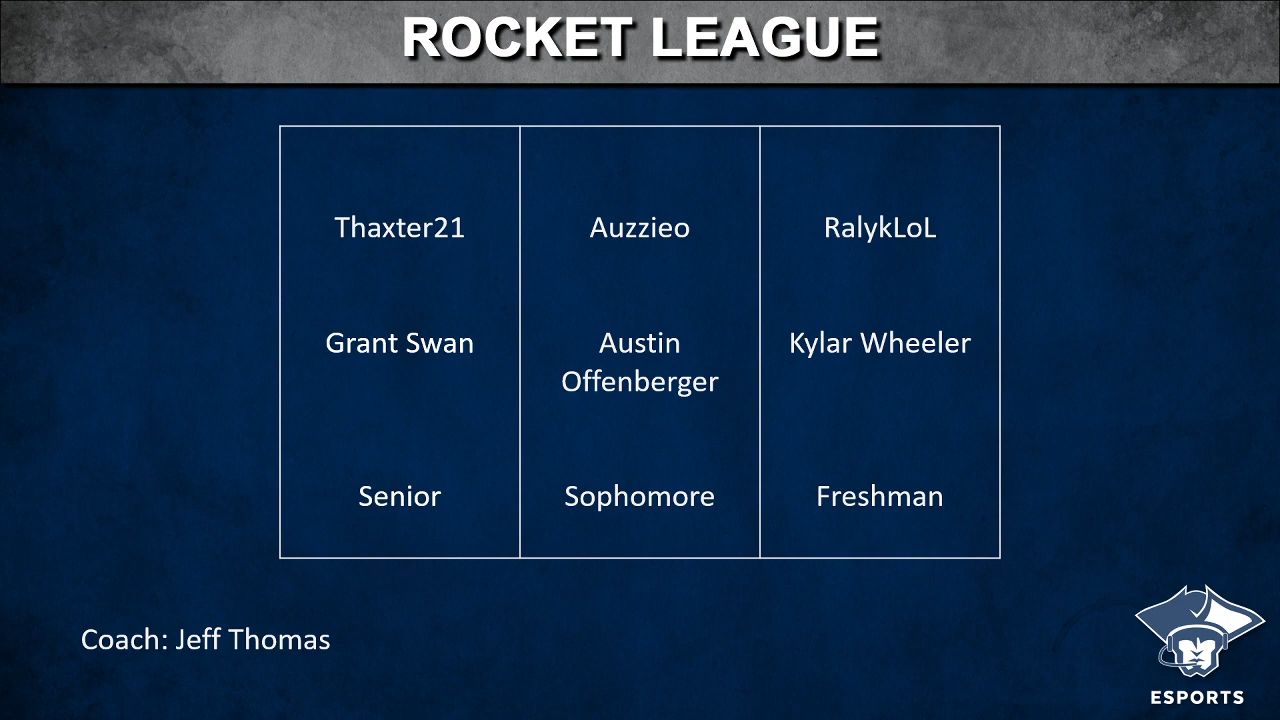 ROCKET LEAGUE
Thaxter21
Auzzieo
RalykLoL
Grant Swan
Austin
Offenberger
Kylar Wheeler
Senior
Sophomore
Freshman
Coach: Jeff Thomas
ESPORTS